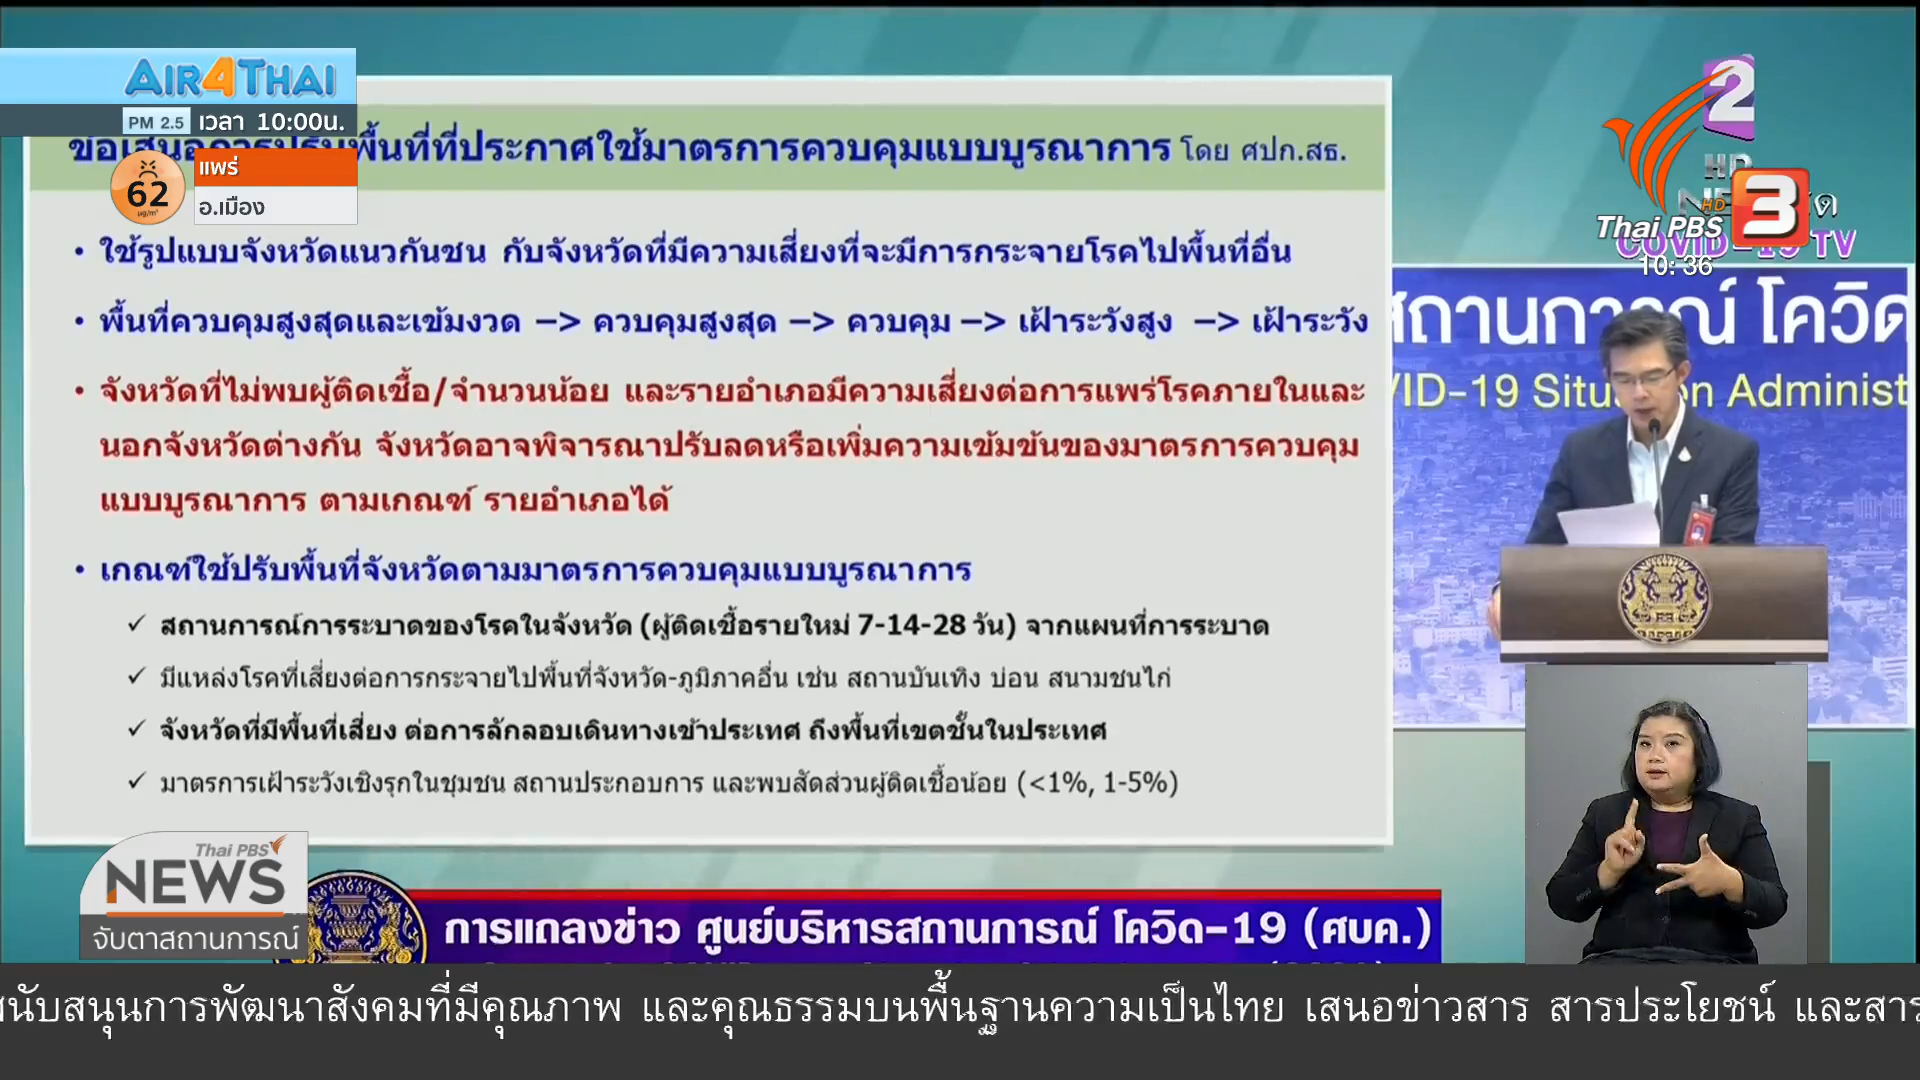 AIR4THAI
PM 2.5 เวลา 10:00น.
62
µg/m³
แพร่
อ.เมือง
ข้อเสนอการปรับพื้นที่ที่ประกาศใช้มาตรการควบคุมแบบบูรณาการ โดย ศปก.สธ.
• ใช้รูปแบบจังหวัดแนวกันชน กับจังหวัดที่มีความเสี่ยงที่จะมีการกระจายโรคไปพื้นที่อื่น
• พื้นที่ควบคุมสูงสุดและเข้มงวด –> ควบคุมสูงสุด –> ควบคุม –> เฝ้าระวังสูง –> เฝ้าระวัง
• จังหวัดที่ไม่พบผู้ติดเชื้อ/จำนวนน้อย และรายอำเภอมีความเสี่ยงต่อการแพร่โรคภายในและ
นอกจังหวัดต่างกัน จังหวัดอาจพิจารณาปรับลดหรือเพิ่มความเข้มข้นของมาตรการควบคุม
แบบบูรณาการ ตามเกณฑ์ รายอำเภอได้
• เกณฑ์ใช้ปรับพื้นที่จังหวัดตามมาตรการควบคุมแบบบูรณาการ
✓ สถานการณ์การระบาดของโรคในจังหวัด (ผู้ติดเชื้อรายใหม่ 7-14-28 วัน) จากแผนที่การระบาด
✓ มีแหล่งโรคที่เสี่ยงต่อการกระจายไปพื้นที่จังหวัด-ภูมิภาคอื่น เช่น สถานบันเทิง บ่อน สนามชนไก่
✓ จังหวัดที่มีพื้นที่เสี่ยง ต่อการลักลอบเดินทางเข้าประเทศ ถึงพื้นที่เขตชั้นในประเทศ
✓ มาตรการเฝ้าระวังเชิงรุกในชุมชน สถานประกอบการ และพบสัดส่วนผู้ติดเชื้อน้อย (<1%, 1-5%)
2
HD
Thai PBS HD 3
COVID-19 TV
10:36
สถานการณ์ โควิด
VID-19 Situation Administ
Thai PBS
NEWS
จับตาสถานการณ์
การแถลงข่าว ศูนย์บริหารสถานการณ์ โควิด-19 (ศบค.)
สนับสนุนการพัฒนาสังคมที่มีคุณภาพ และคุณธรรมบนพื้นฐานความเป็นไทย เสนอข่าวสาร สารประโยชน์ และสาร